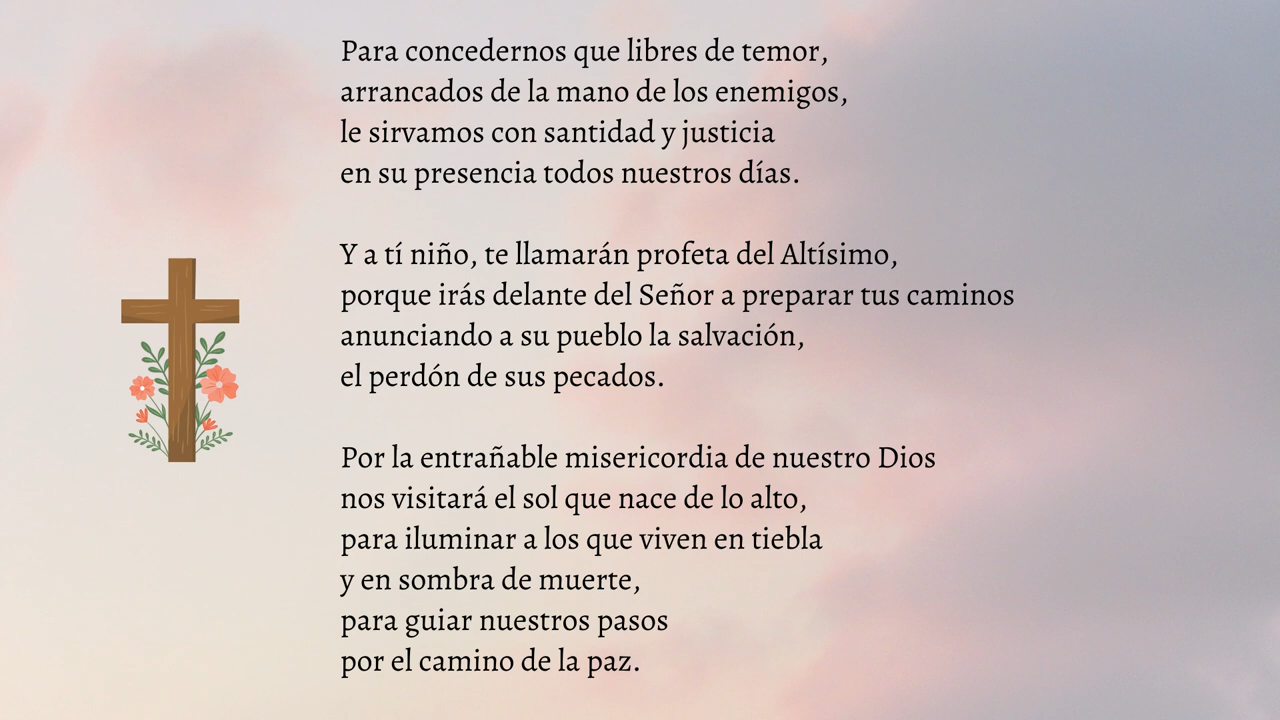 Para concedernos que libres de temor,
arrancados de la mano de los enemigos,
le sirvamos con santidad y justicia
en su presencia todos nuestros días.
Y a tí niño, te llamarán profeta del Altísimo,
porque irás delante del Señor a preparar tus caminos
anunciando a su pueblo la salvación,
el perdón de sus pecados.
Por la entrañable misericordia de nuestro Dios
nos visitará el sol que nace de lo alto,
para iluminar a los que viven en tiebla
y en sombra de muerte,
para guiar nuestros pasos
por el camino de la paz.